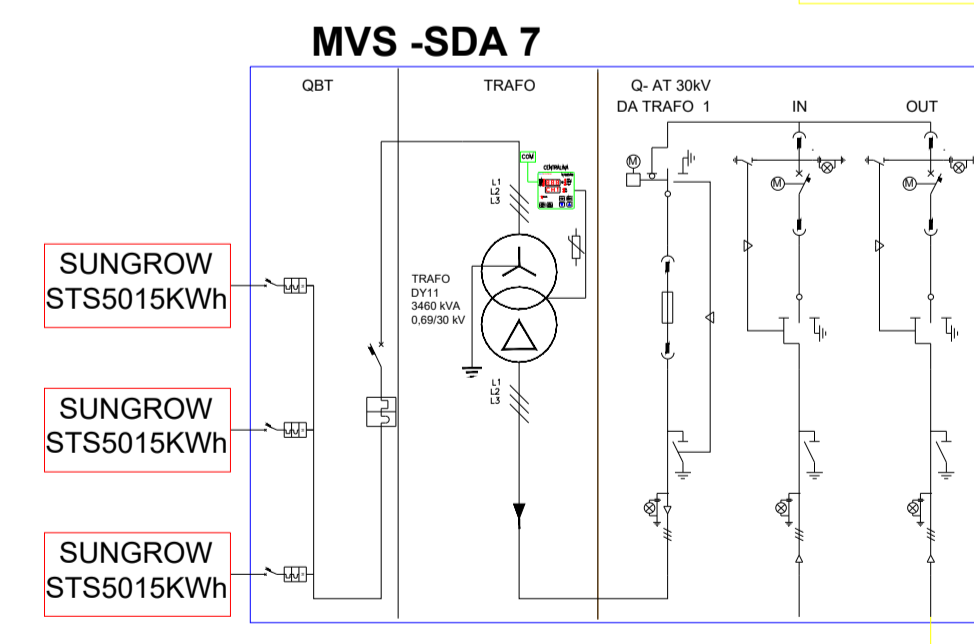 MVS -SDA 7
QBT
TRAFO
Q- AT 30kV
DA TRAFO 1
IN
OUT
COM
CENTRALINA
L1
L2
L3
M
M
M
SUNGROW
STS5015KWh
TRAFO
DY11
3460 kVA
0,69/30 kV
L1
L2
L3
SUNGROW
STS5015KWh
SUNGROW
STS5015KWh